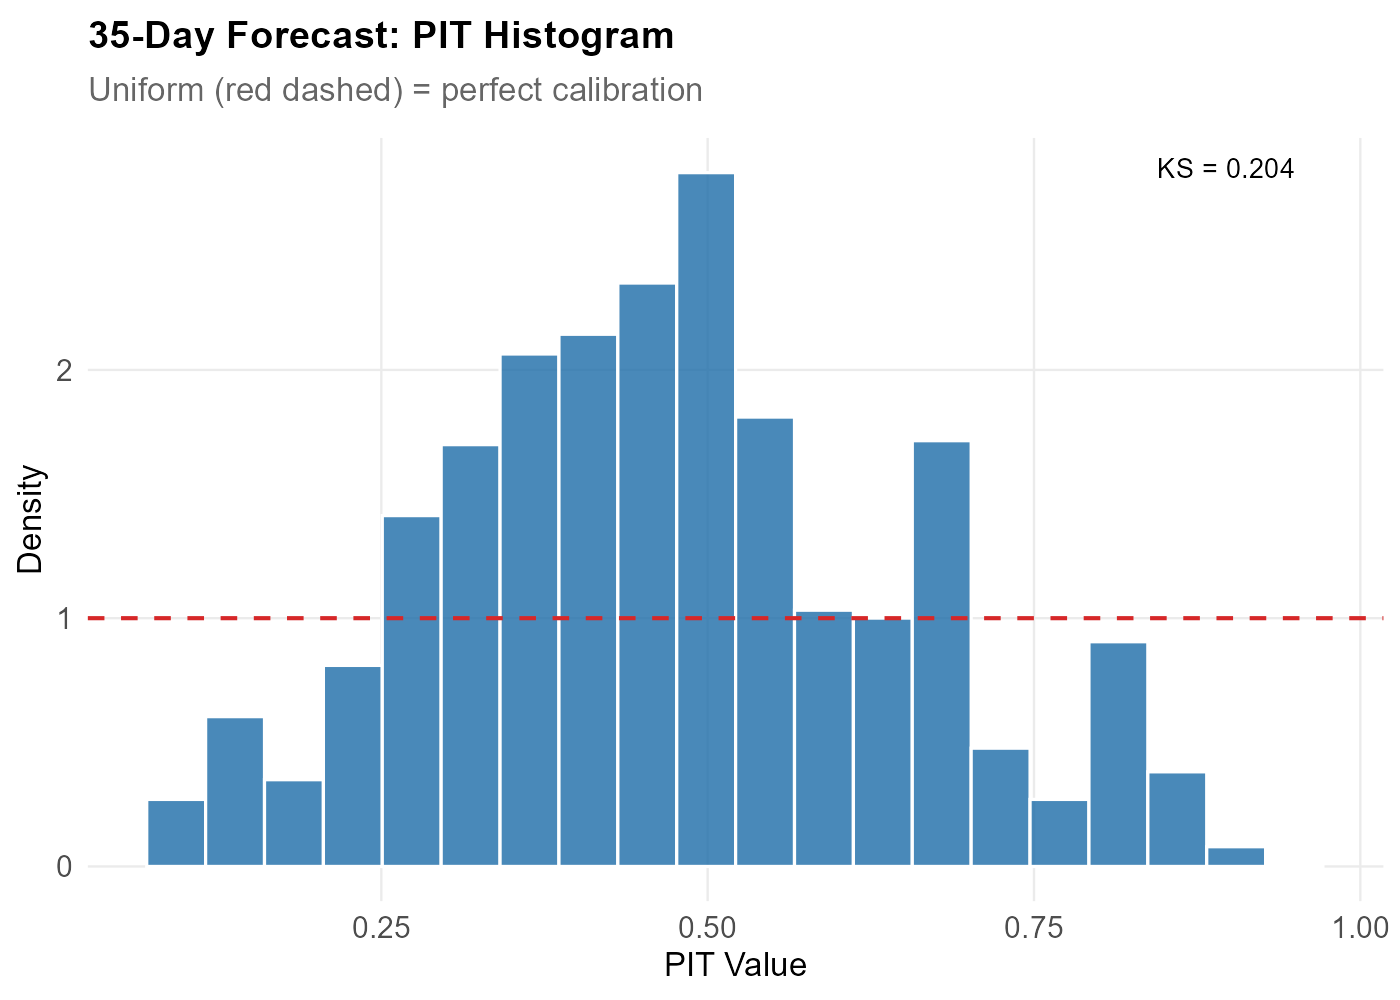 35-Day Forecast: PIT Histogram
Uniform (red dashed) = perfect calibration
KS = 0.204
Density
2
1
0
0.25
0.50
0.75
1.00
PIT Value